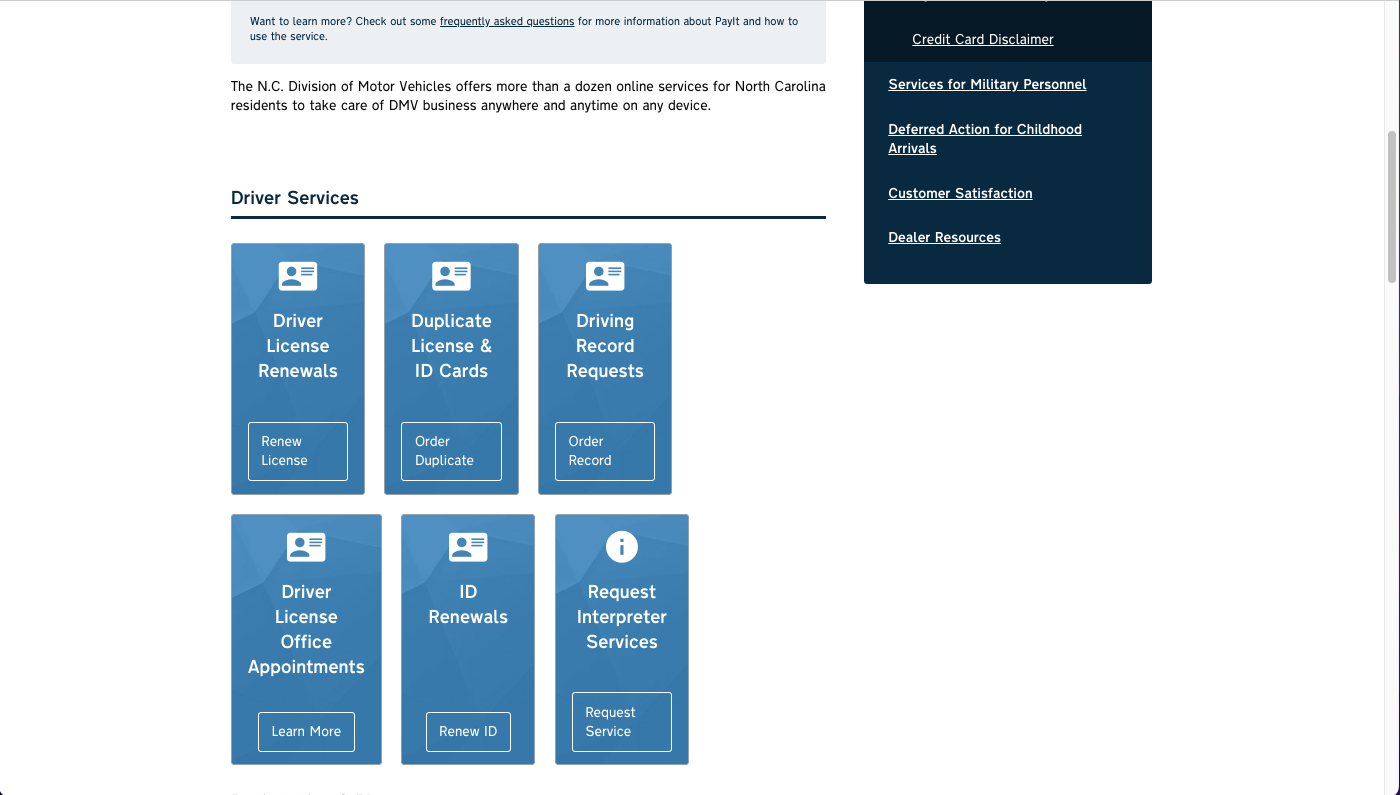 Want to learn more? Check out some frequently asked questions for more information about PayIt and how to
use the service.
The N.C. Division of Motor Vehicles offers more than a dozen online services for North Carolina
residents to take care of DMV business anywhere and anytime on any device.
Driver Services
Driver
License
Renewals
Renew
License
Duplicate
License &
ID Cards
Order
Duplicate
Driving
Record
Requests
Order
Record
Driver
License
Office
Appointments
Learn More
ID
Renewals
Renew ID
Request
Interpreter
Services
Request
Service
Credit Card Disclaimer
Services for Military Personnel
Deferred Action for Childhood
Arrivals
Customer Satisfaction
Dealer Resources